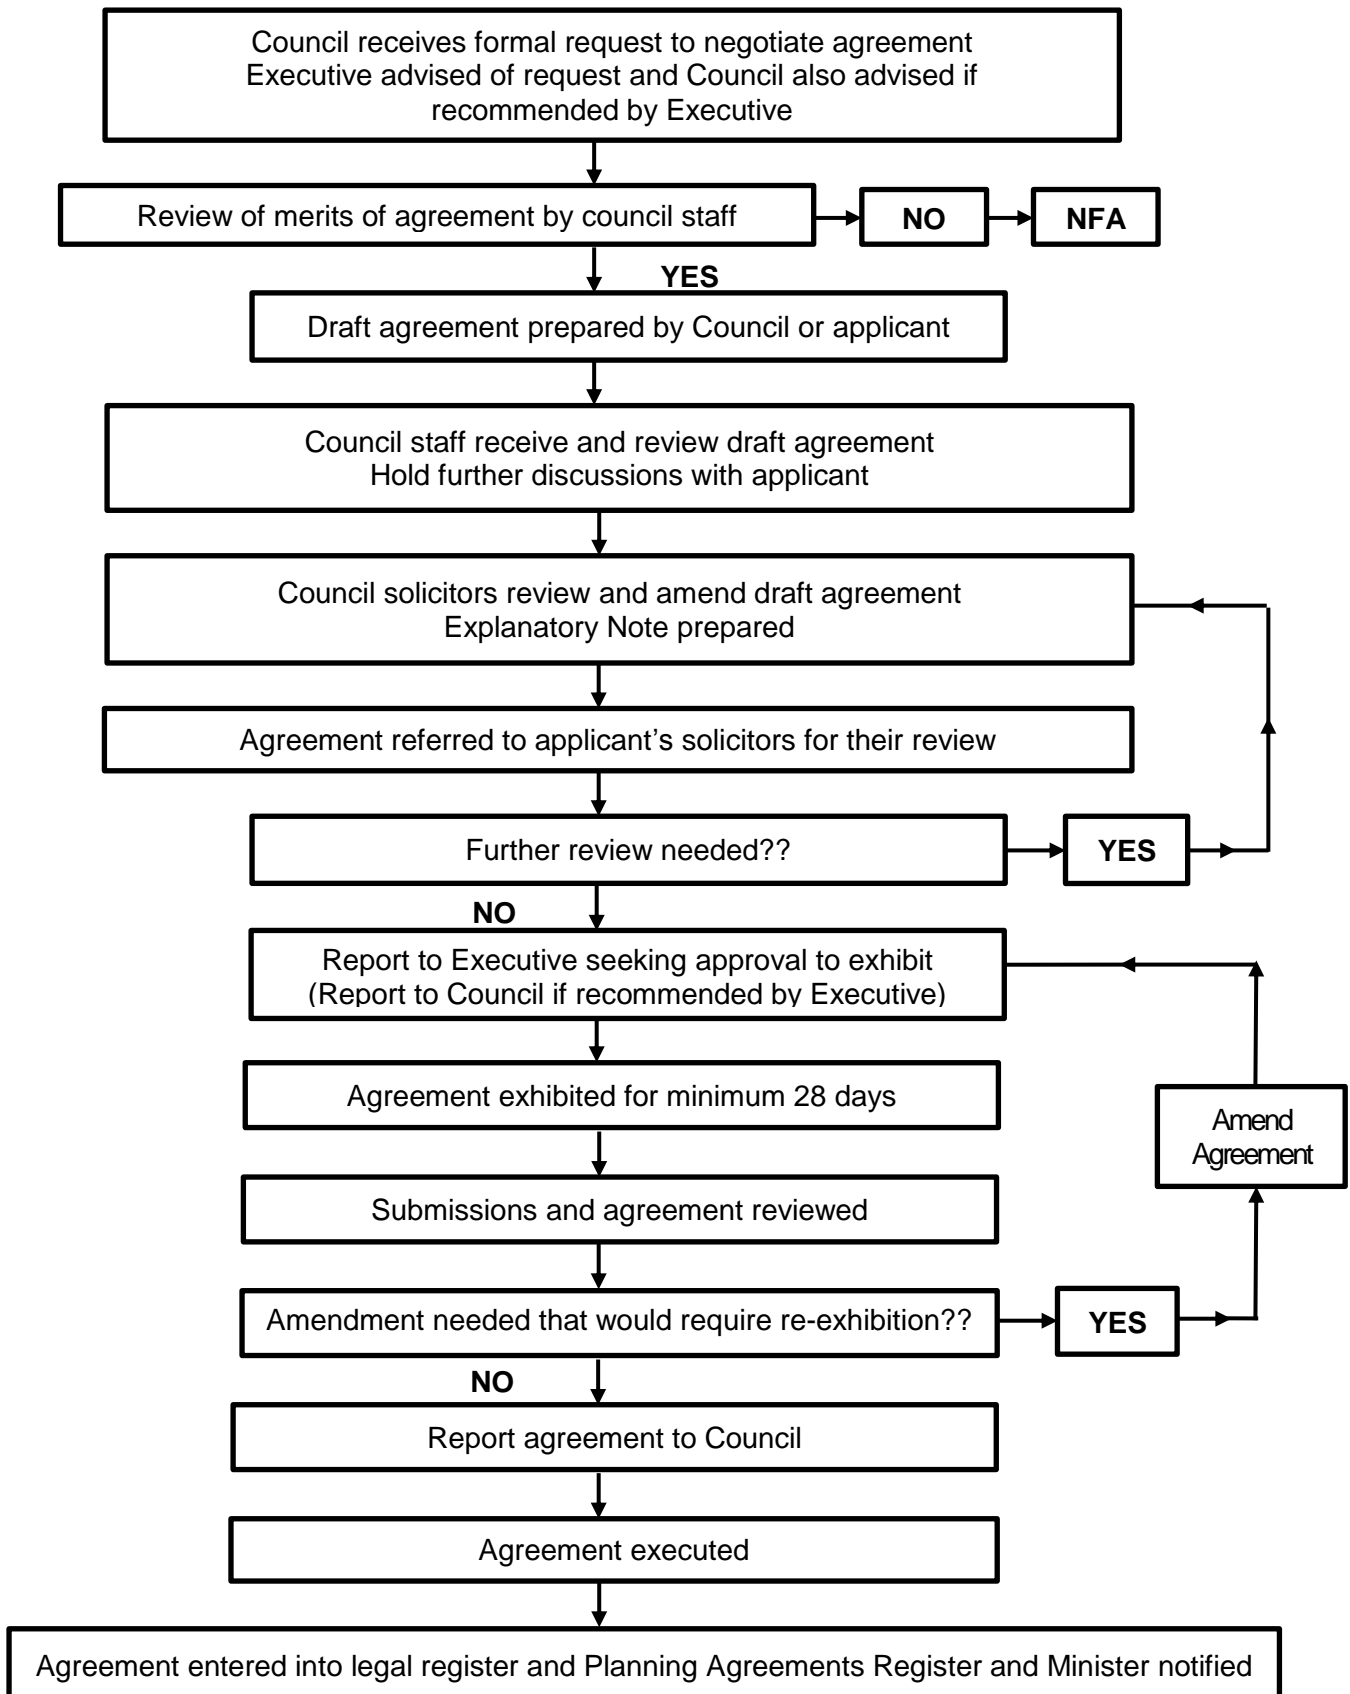 Council receives formal request to negotiate agreement
Executive advised of request and Council also advised if
recommended by Executive
Review of merits of agreement by council staff
NO
NFA
YES
Draft agreement prepared by Council or applicant
Council staff receive and review draft agreement
Hold further discussions with applicant
Council solicitors review and amend draft agreement
Explanatory Note prepared
Agreement referred to applicant’s solicitors for their review
Further review needed??
YES
NO
Report to Executive seeking approval to exhibit
(Report to Council if recommended by Executive)
Agreement exhibited for minimum 28 days
Amend
Agreement
Submissions and agreement reviewed
Amendment needed that would require re-exhibition??
YES
NO
Report agreement to Council
Agreement executed
Agreement entered into legal register and Planning Agreements Register and Minister notified